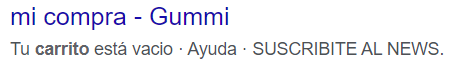 mi compra - Gummi
Tu carrito está vacio · Ayuda · SUSCRIBITE AL NEWS.